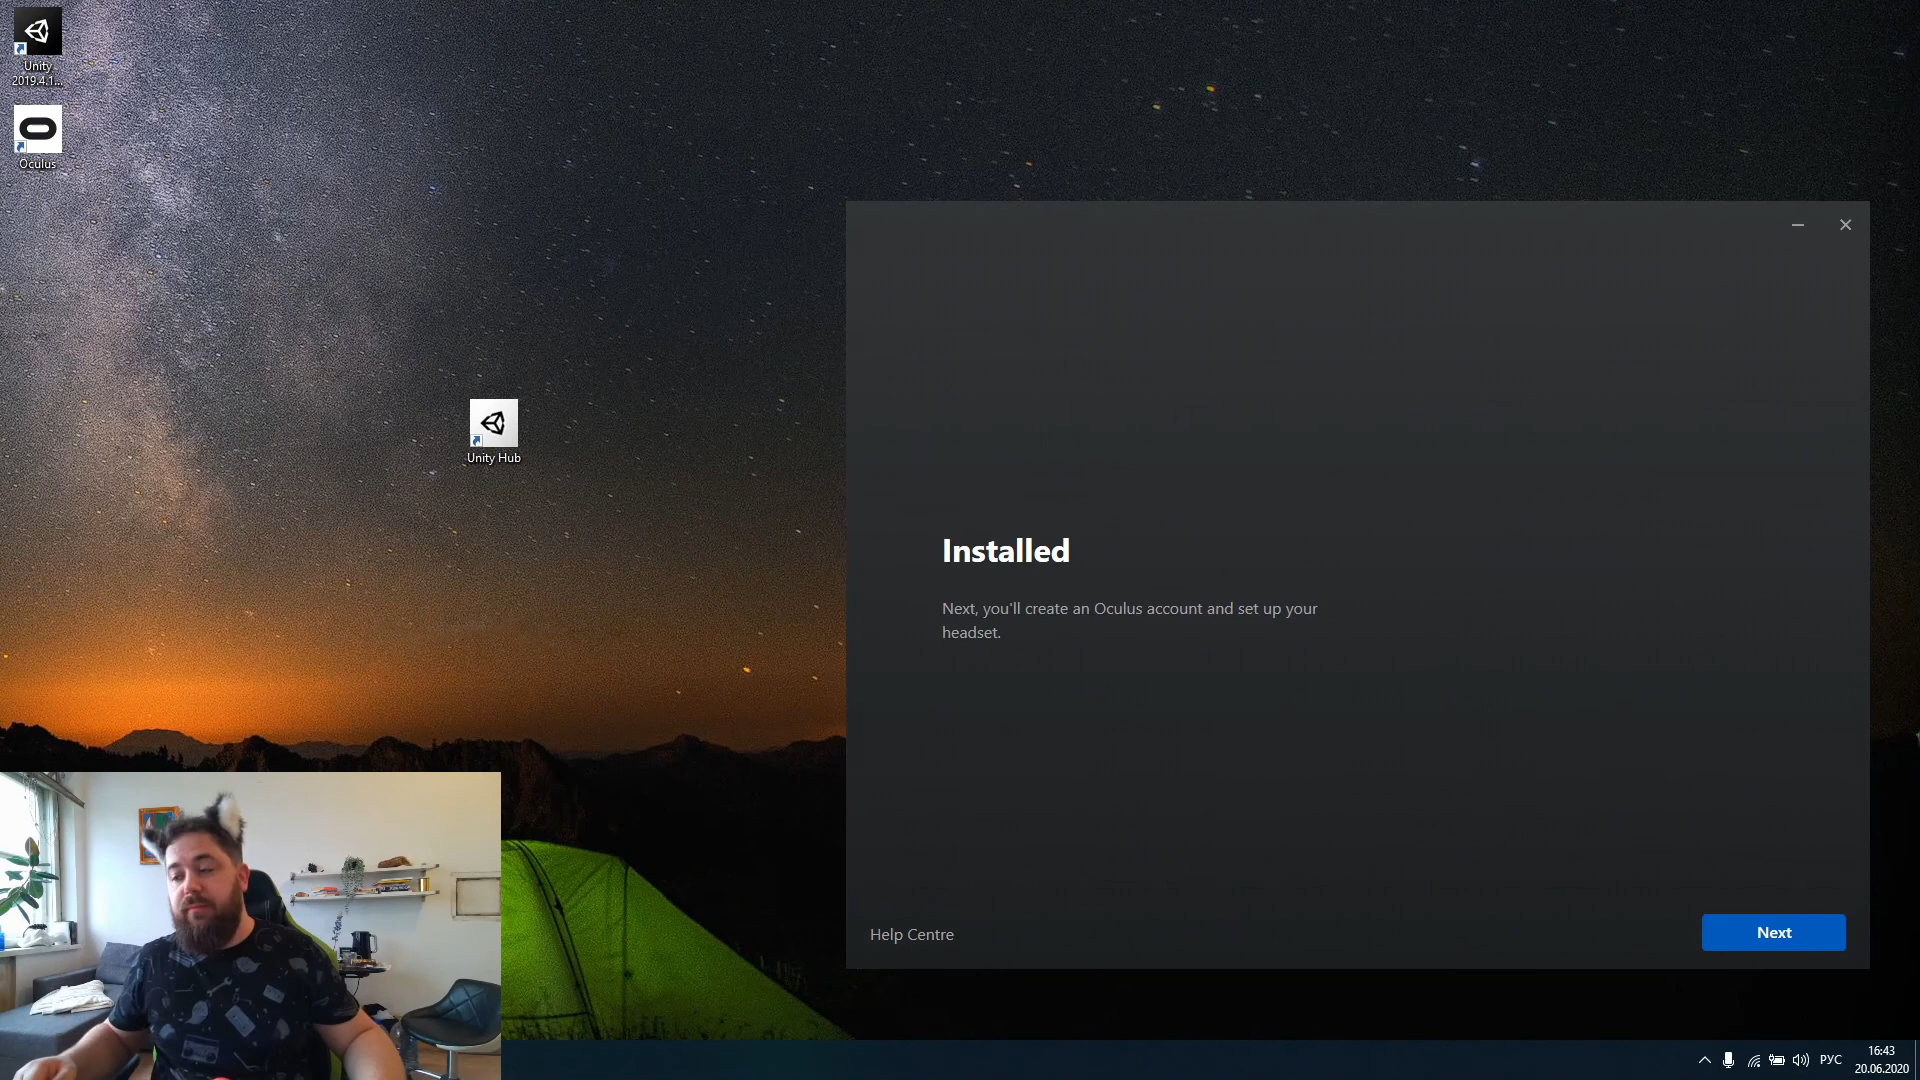 Unity
2019.4.1...
Oculus
Unity Hub
Installed
Next, you'll create an Oculus account and set up your
headset.
Help Centre
Next
РУС
16:43
20.06.2020